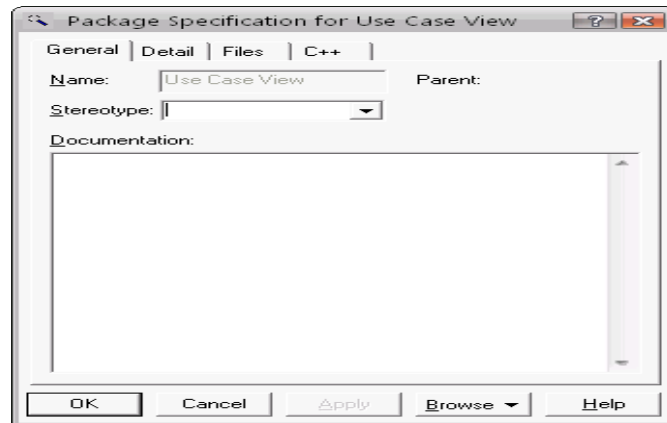 Package Specification for Use Case View
General Detail Files C++
Name: Use Case View Parent:
Stereotype:
Documentation:
OK Cancel Apply Browse Help